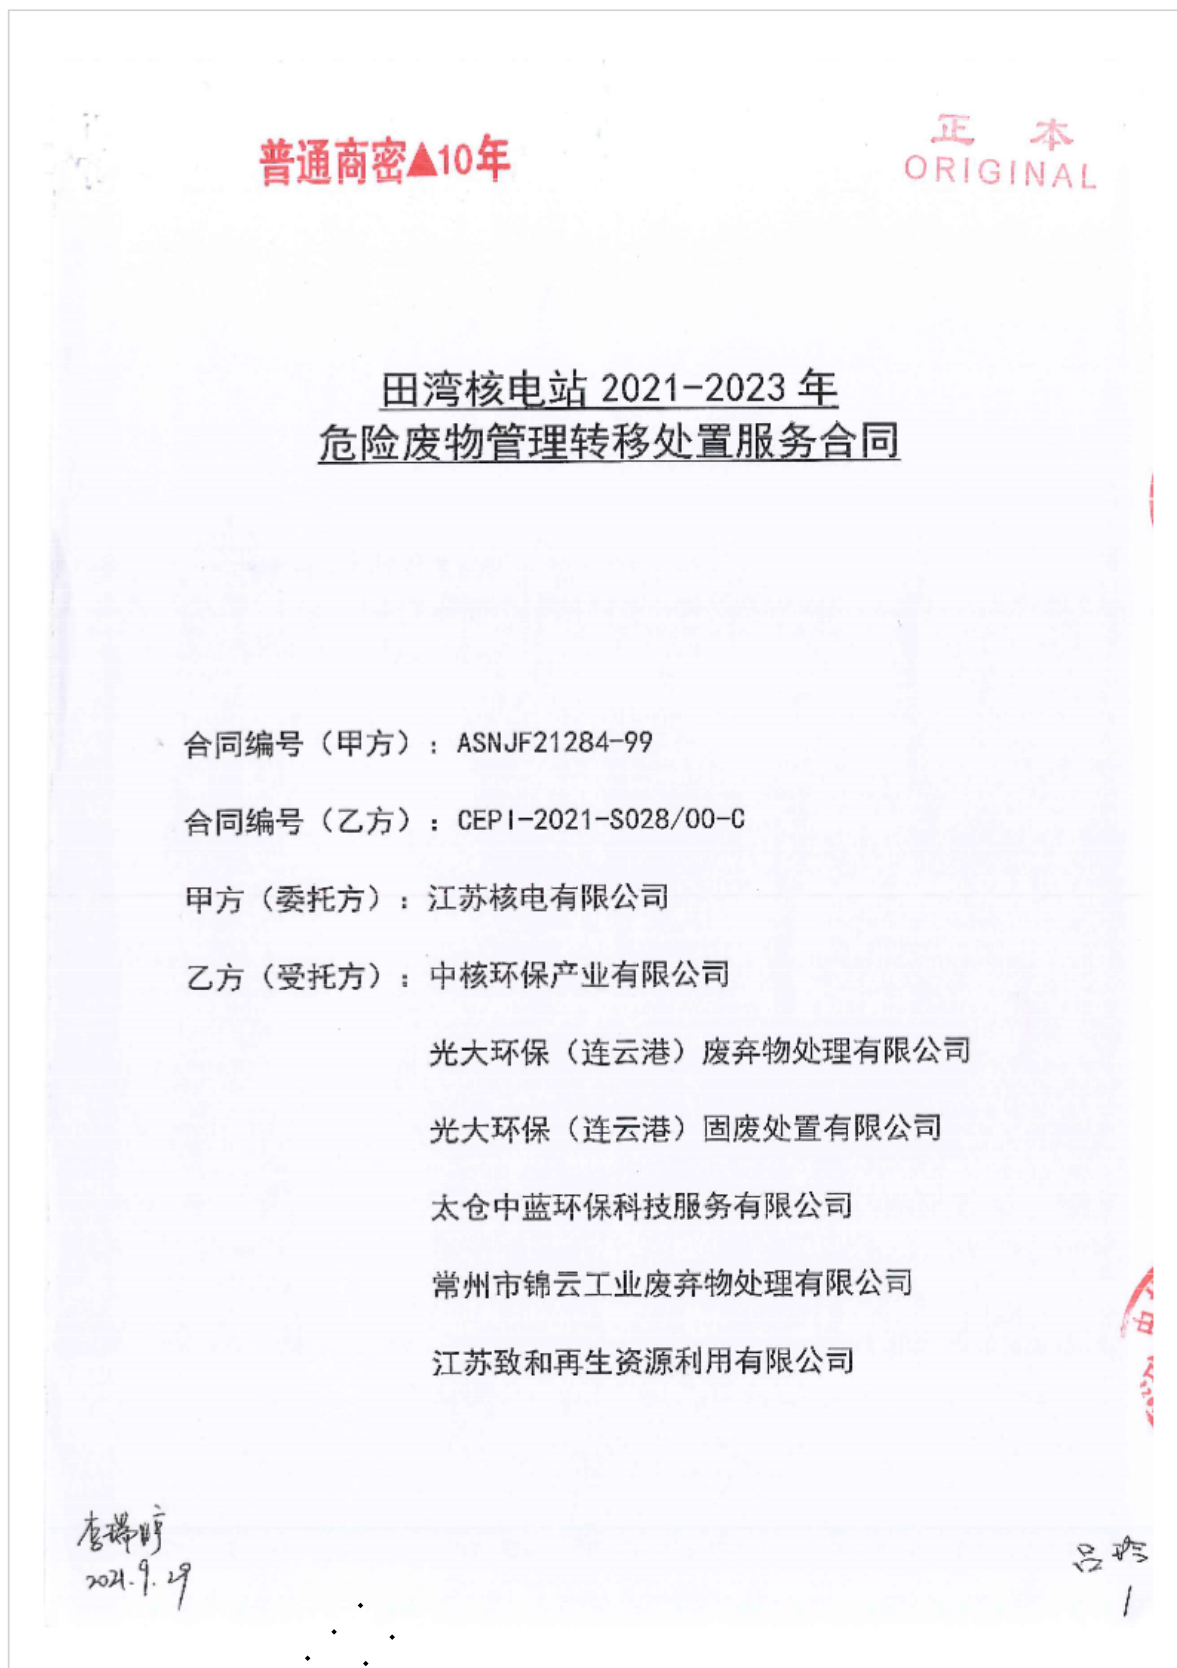 普通商密▲10年
正 本
ORIGINAL
田湾核电站 2021-2023 年
危险废物管理转移处置服务合同
合同编号（甲方）：ASNJF21284-99
合同编号（乙方）：CEPI-2021-S028/00-C
甲方（委托方）：江苏核电有限公司
乙方（受托方）：中核环保产业有限公司
光大环保（连云港）废弃物处理有限公司
光大环保（连云港）固废处置有限公司
太仓中蓝环保科技服务有限公司
常州市锦云工业废弃物处理有限公司
江苏致和再生资源利用有限公司
2021.9.29
1